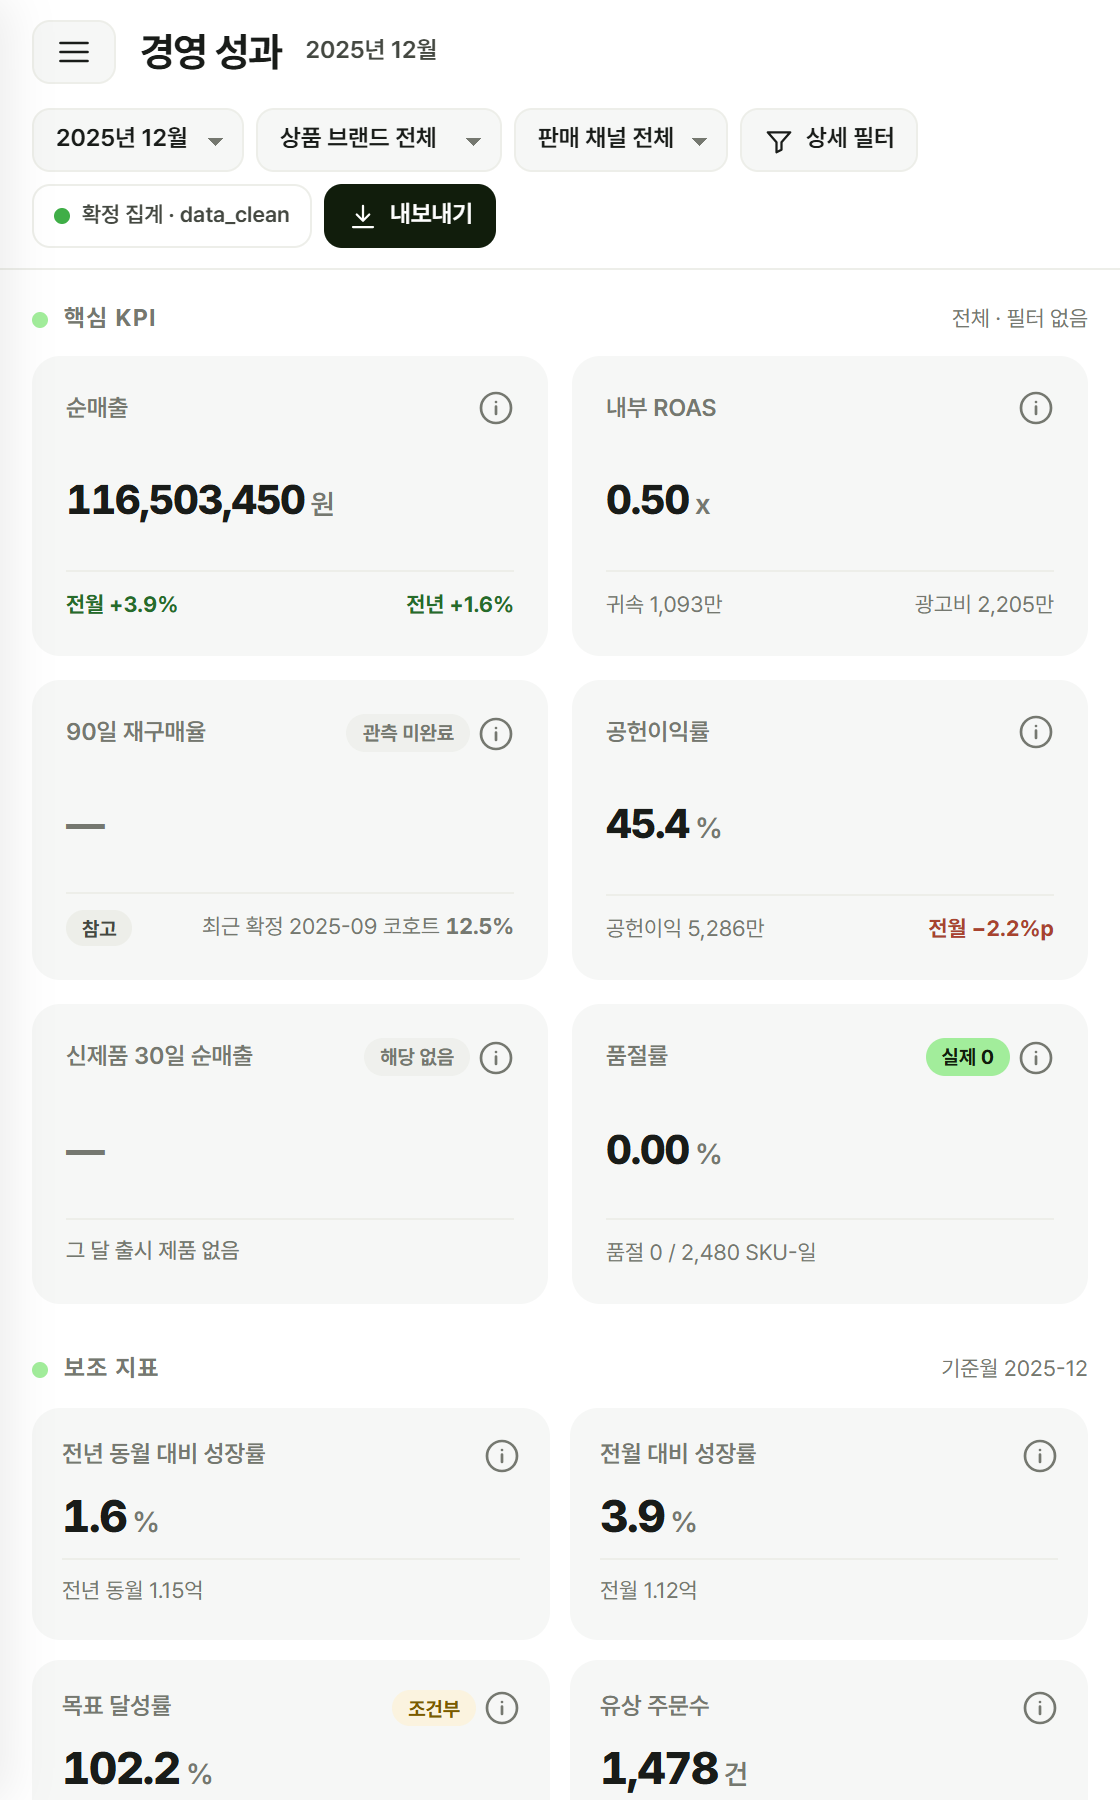 경영 성과 2025년 12월
2025년 12월 상품 브랜드 전체 판매 채널 전체 상세 필터
확정 집계 · data_clean 내보내기
핵심 KPI 전체 · 필터 없음
순매출 내부 ROAS
116,503,450 원 0.50 x
전월 +3.9% 전년 +1.6% 귀속 1,093만 광고비 2,205만
90일 재구매율 관측 미완료 공헌이익률
— 45.4 %
참고 최근 확정 2025-09 코호트 12.5% 공헌이익 5,286만 전월 −2.2%p
신제품 30일 순매출 해당 없음 품절률 실제 0
— 0.00 %
그 달 출시 제품 없음 품절 0 / 2,480 SKU-일
보조 지표 기준월 2025-12
전년 동월 대비 성장률 전월 대비 성장률
1.6 % 3.9 %
전년 동월 1.15억 전월 1.12억
목표 달성률 조건부 유상 주문수
102.2 % 1,478 건